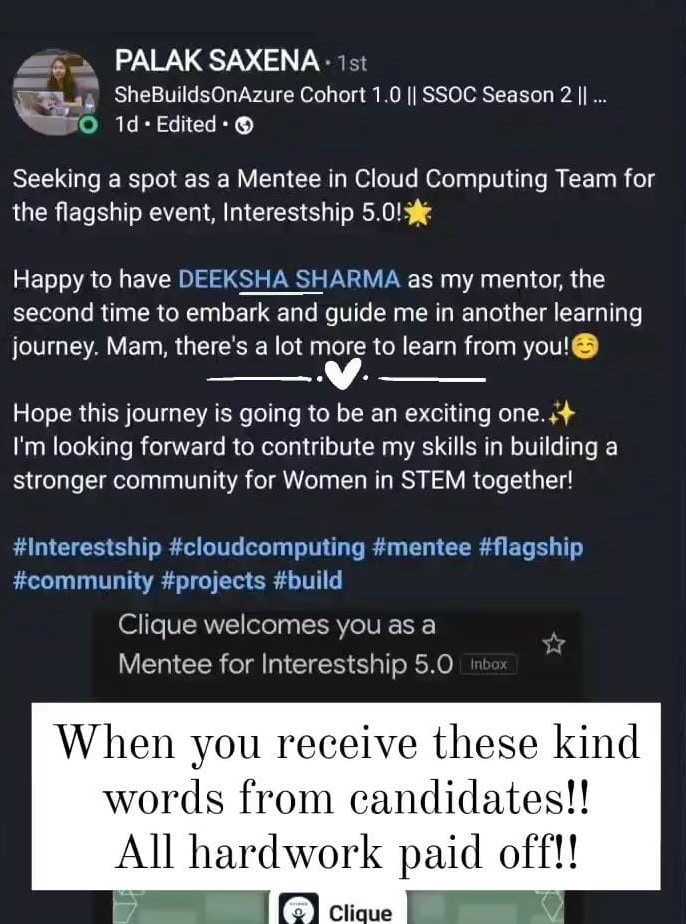 PALAK SAXENA · 1st
SheBuildsOnAzure Cohort 1.0 || SSOC Season 2 || ...
1d • Edited •
Seeking a spot as a Mentee in Cloud Computing Team for
the flagship event, Interestship 5.0!🌟
Happy to have DEEKSHA SHARMA as my mentor, the
second time to embark and guide me in another learning
journey. Mam, there's a lot more to learn from you!☺️
Hope this journey is going to be an exciting one.✨
I'm looking forward to contribute my skills in building a
stronger community for Women in STEM together!
#Interestship #cloudcomputing #mentee #flagship
#community #projects #build
Clique welcomes you as a
Mentee for Interestship 5.0 Inbox
When you receive these kind
words from candidates!!
All hardwork paid off!!
Clique